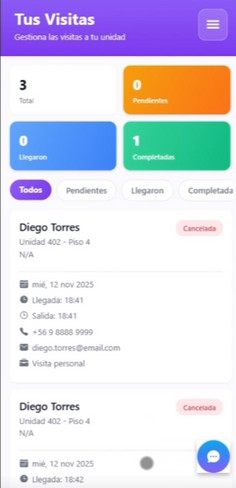 Tus Visitas
Gestiona las visitas a tu unidad
3
Total
0
Pendientes
0
Llegaron
1
Completadas
Todos
Pendientes
Llegaron
Completada
Diego Torres
Cancelada
Unidad 402 - Piso 4
N/A
mié, 12 nov 2025
Llegada: 18:41
Salida: 18:41
+56 9 8888 9999
diego.torres@email.com
Visita personal
Diego Torres
Cancelada
Unidad 402 - Piso 4
N/A
mié, 12 nov 2025
Llegada: 18:42